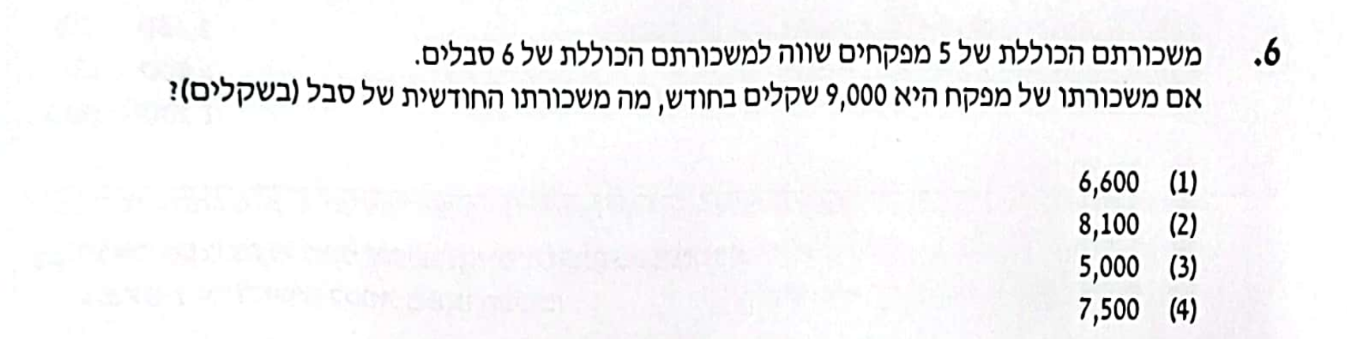 6. משכורתם הכוללת של 5 מפקחים שווה למשכורתם הכוללת של 6 סבלים.
אם משכורתו של מפקח היא 9,000 שקלים בחודש, מה משכורתו החודשית של סבל (בשקלים)?
(1) 6,600
(2) 8,100
(3) 5,000
(4) 7,500